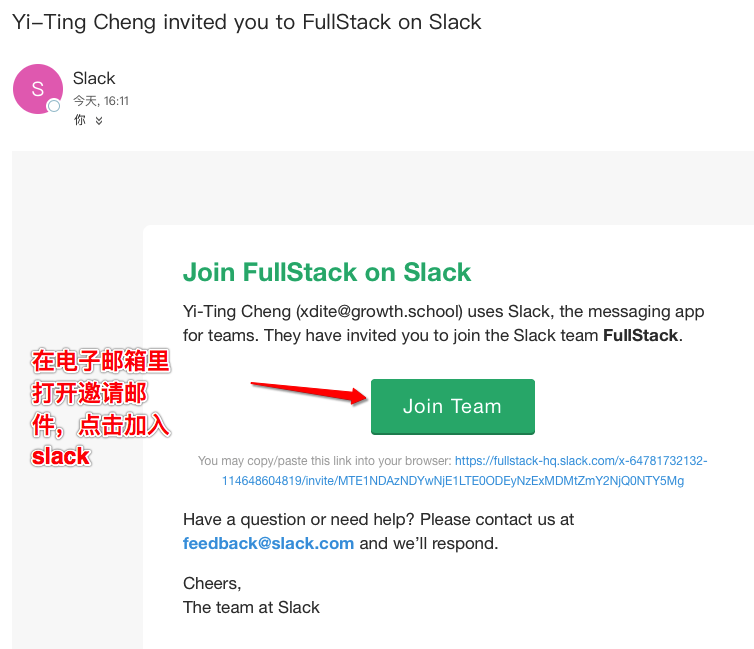 Yi-Ting Cheng invited you to FullStack on Slack
S
Slack
今天, 16:11
你
Join FullStack on Slack
Yi-Ting Cheng (xdite@growth.school) uses Slack, the messaging app
for teams. They have invited you to join the Slack team FullStack.
在电子邮箱里
打开邀请邮
件，点击加入
slack
Join Team
You may copy/paste this link into your browser: https://fullstack-hq.slack.com/x-64781732132-
114648604819/invite/MTE1NDAzNDYwNjE1LTE0ODEyNzExMDMtZmY2NjQ0NTY5Mg
Have a question or need help? Please contact us at
feedback@slack.com and we’ll respond.
Cheers,
The team at Slack